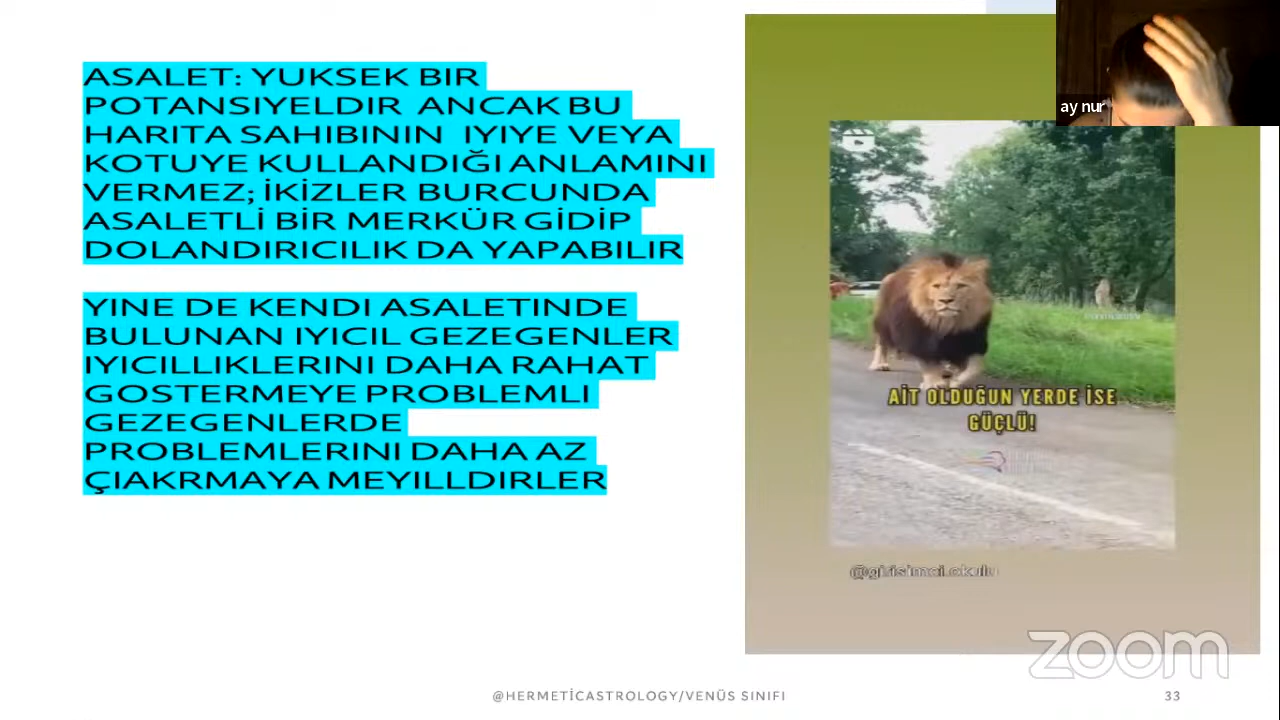 ASALET: YUKSEK BIR
POTANSIYELDIR ANCAK BU
HARITA SAHIBININ IYIYE VEYA
KOTUYE KULLANDIĞI ANLAMINI
VERMEZ; İKİZLER BURCUNDA
ASALETLİ BİR MERKÜR GİDİP
DOLANDIRICILIK DA YAPABILIR
YINE DE KENDI ASALETINDE
BULUNAN IYICIL GEZEGENLER
IYICILLIKLERINI DAHA RAHAT
GOSTERMEYE PROBLEMLI
GEZEGENLERDE
PROBLEMLERINI DAHA AZ
ÇIAKRMAYA MEYILLDIRLER
ay nur
AİT OLDUĞUN YERDE İSE
GÜÇLÜ!
@girisimci.okulu
zoom
@HERMETİCASTROLOGY/VENÜS SINIFI
33